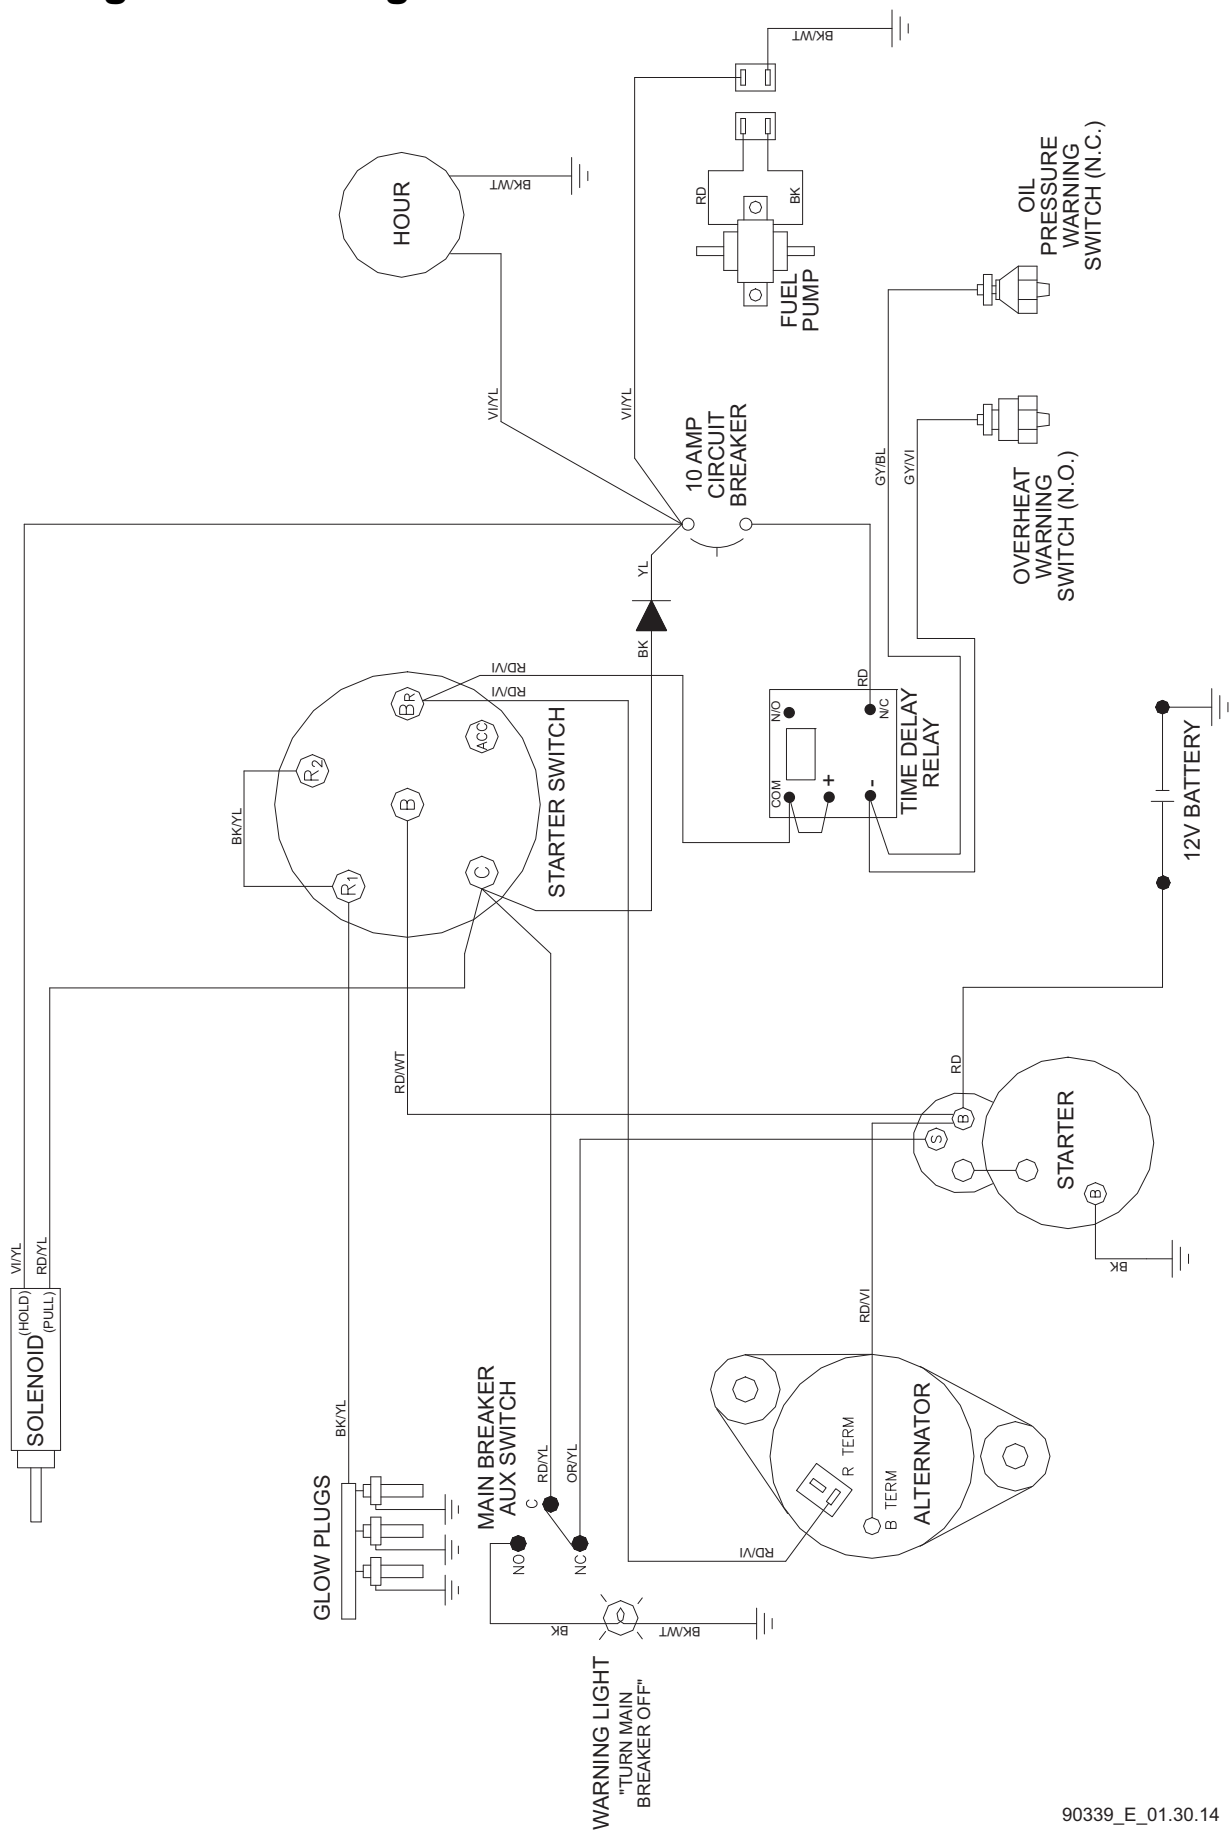 SOLENOID
(HOLD)
(PULL)
VI/YL
RD/YL
GLOW PLUGS
BK/YL
BK/YL
R1
R2
B
BR
C
ACC
STARTER SWITCH
RD/WT
RD/VI
RD/VI
HOUR
BK/WT
VI/YL
VI/YL
BK/WT
RD
BK
FUEL
PUMP
10 AMP
CIRCUIT
BREAKER
YL
BK
OIL
PRESSURE
WARNING
SWITCH (N.C.)
OVERHEAT
WARNING
SWITCH (N.O.)
GY/BL
GY/VI
RD
N/O
N/C
COM
+
-
TIME DELAY
RELAY
12V BATTERY
RD
S
B
B
STARTER
BK
RD/VI
R TERM
B TERM
ALTERNATOR
RD/VI
MAIN BREAKER
AUX SWITCH
C
NO
NC
RD/YL
OR/YL
BK
BK/WT
WARNING LIGHT
"TURN MAIN
BREAKER OFF"
90339_E_01.30.14